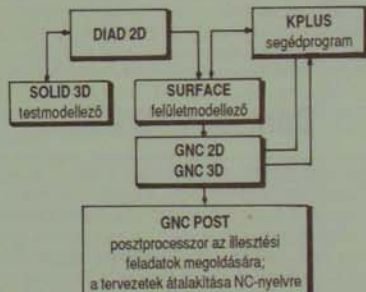 DIAD 2D
KPLUS
segédprogram
SOLID 3D
testmodellező
SURFACE
felületmodellező
GNC 2D
GNC 3D
GNC POST
posztprocesszor az illesztési
feladatok megoldására;
a tervezetek átalakítása NC-nyelvre